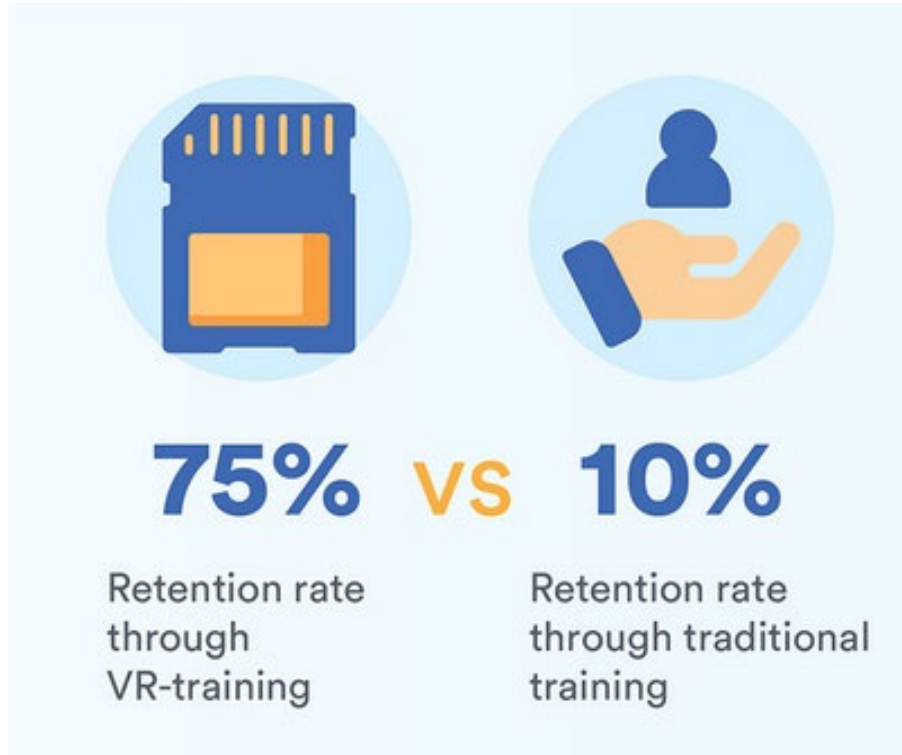 75% VS 10%
Retention rate
through
VR-training
Retention rate
through traditional
training